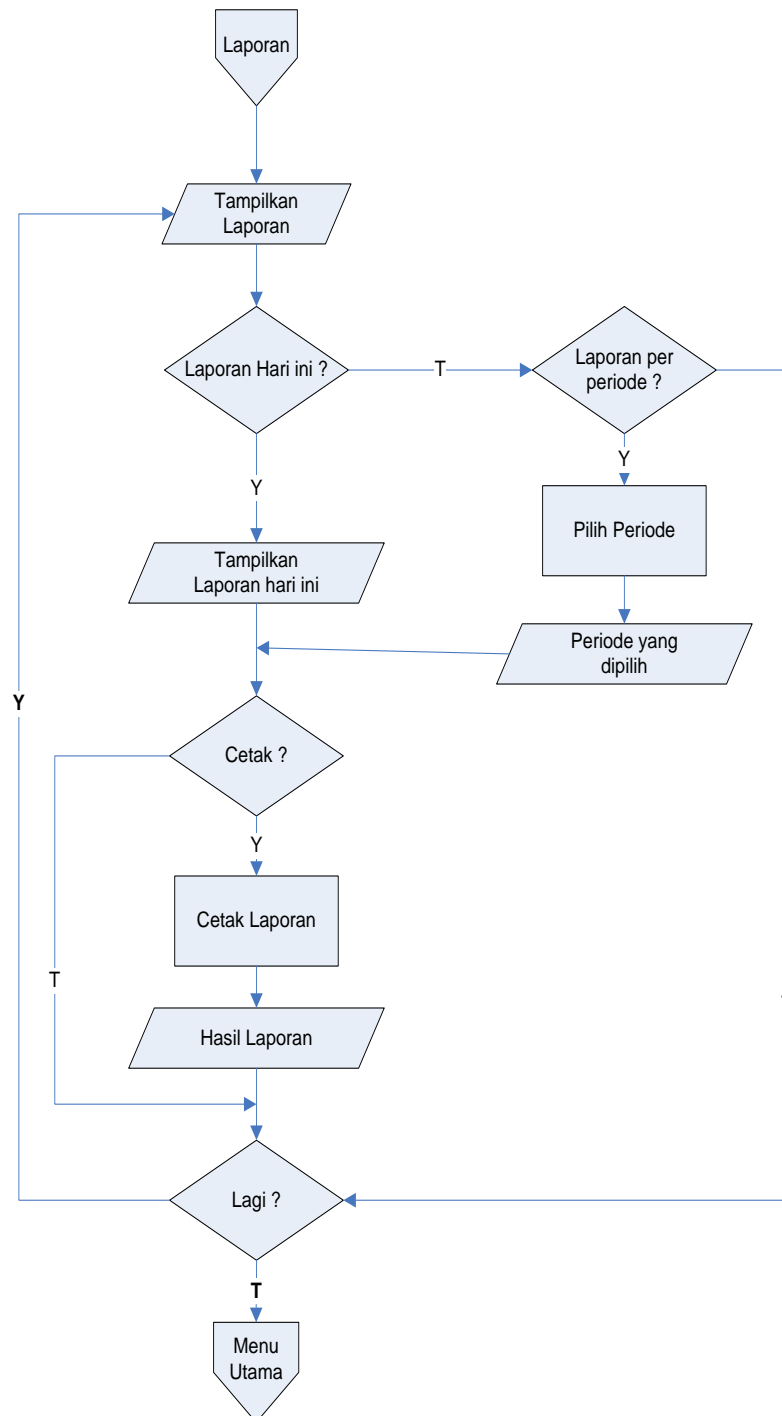 Laporan
Tampilkan
Laporan
Laporan Hari ini ?
T
Laporan per
periode ?
Y
Y
Pilih Periode
Tampilkan
Laporan hari ini
Periode yang
dipilih
Y
Cetak ?
Y
Cetak Laporan
T
Hasil Laporan
Lagi ?
T
Menu
Utama